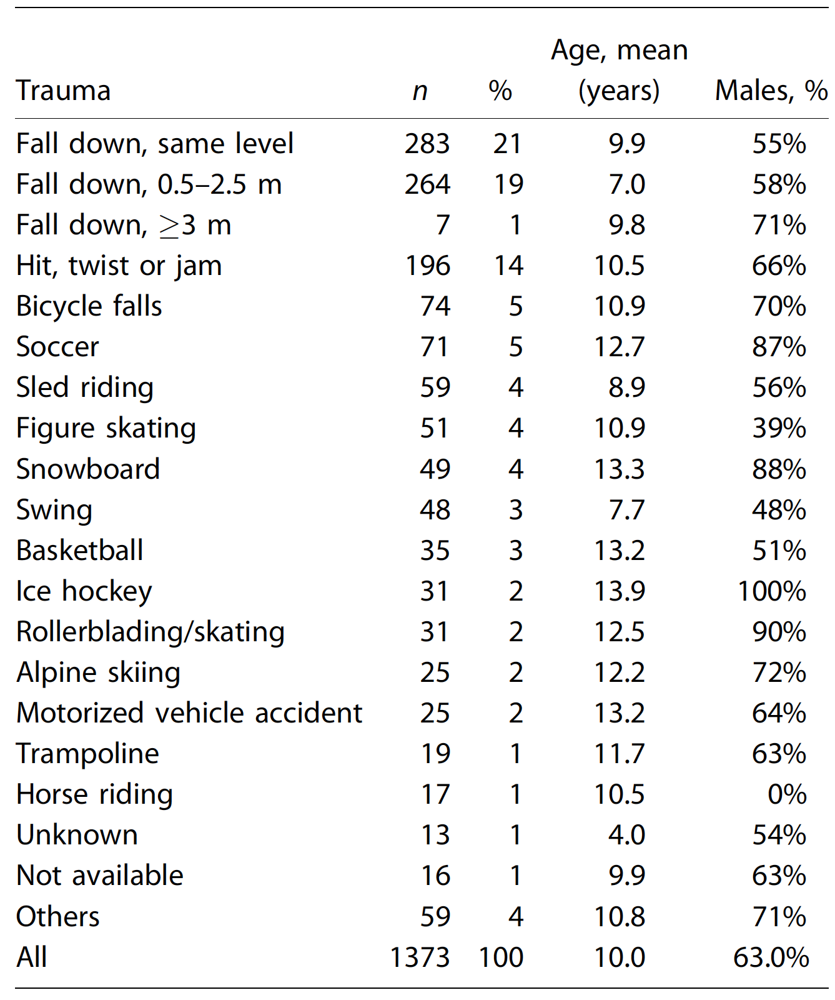 Age, mean
Trauma n % (years) Males, %
Fall down, same level 283 21 9.9 55%
Fall down, 0.5–2.5 m 264 19 7.0 58%
Fall down, ≥3 m 7 1 9.8 71%
Hit, twist or jam 196 14 10.5 66%
Bicycle falls 74 5 10.9 70%
Soccer 71 5 12.7 87%
Sled riding 59 4 8.9 56%
Figure skating 51 4 10.9 39%
Snowboard 49 4 13.3 88%
Swing 48 3 7.7 48%
Basketball 35 3 13.2 51%
Ice hockey 31 2 13.9 100%
Rollerblading/skating 31 2 12.5 90%
Alpine skiing 25 2 12.2 72%
Motorized vehicle accident 25 2 13.2 64%
Trampoline 19 1 11.7 63%
Horse riding 17 1 10.5 0%
Unknown 13 1 4.0 54%
Not available 16 1 9.9 63%
Others 59 4 10.8 71%
All 1373 100 10.0 63.0%